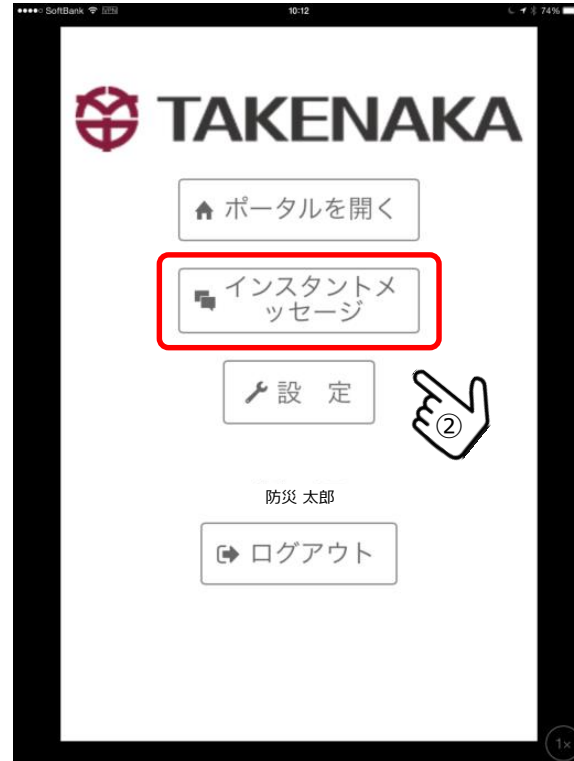 SoftBank VPN 10:12 74%
TAKENAKA
ポータルを開く
インスタントメ
ッセージ
設 定
②
防災 太郎
ログアウト
1×